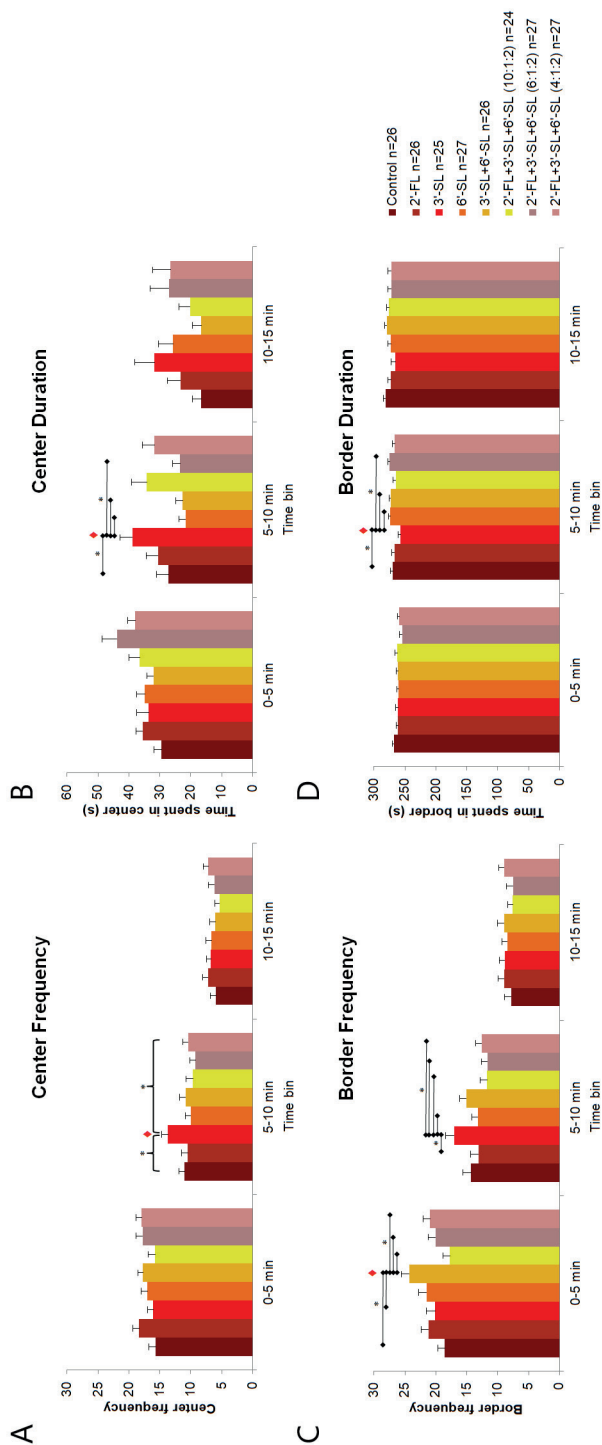 A
Center Frequency
Center frequency
40
35
30
25
20
15
10
5
0
*
*
0-5 min
5-10 min
10-15 min
Time bin
B
Center Duration
Time spent in center (s)
60
50
40
30
20
10
0
*
*
0-5 min
5-10 min
10-15 min
Time bin
C
Border Frequency
Border frequency
30
25
20
15
10
5
0
*
*
*
*
0-5 min
5-10 min
10-15 min
Time bin
D
Border Duration
Time spent in border (s)
300
250
200
150
100
50
0
*
*
0-5 min
5-10 min
10-15 min
Time bin
Control n=26
2'-FL n=26
3'-SL n=25
6'-SL n=27
3'-SL+6'-SL n=26
2'-FL+3'-SL+6'-SL (10:1:2) n=24
2'-FL+3'-SL+6'-SL (6:1:2) n=27
2'-FL+3'-SL+6'-SL (4:1:2) n=27